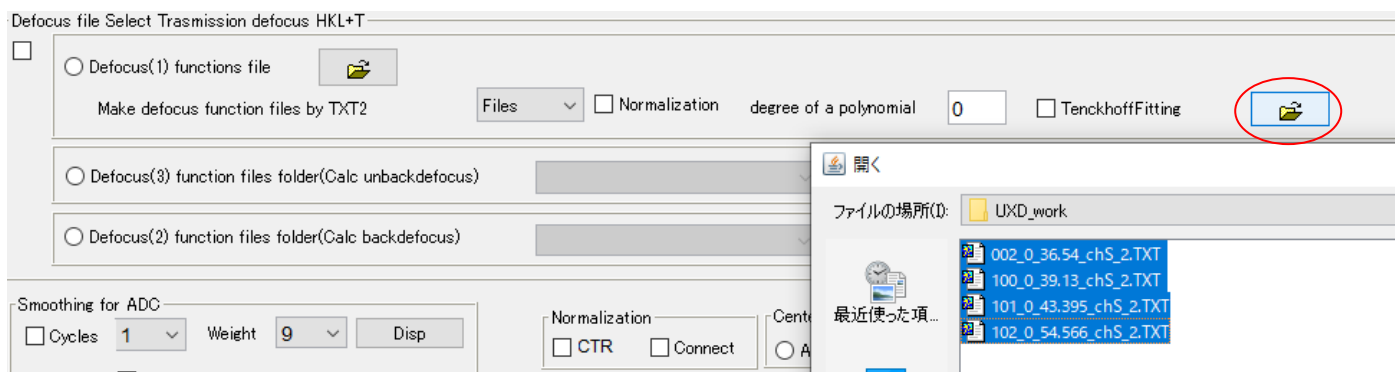 Defocus file Select Trasmission defocus HKL+T
Defocus(1) functions file
Make defocus function files by TXT2 Files Normalization degree of a polynomial 0 TenckhoffFitting
開く
Defocus(3) function files folder(Calc unbackdefocus)
ファイルの場所(I): UXD_work
Defocus(2) function files folder(Calc backdefocus)
002_0_36.54_chS_2.TXT
100_0_39.13_chS_2.TXT
101_0_43.395_chS_2.TXT
102_0_54.566_chS_2.TXT
最近使った項...
Smoothing for ADC
Cycles 1 Weight 9 Disp
Normalization
CTR Connect
Cente
A